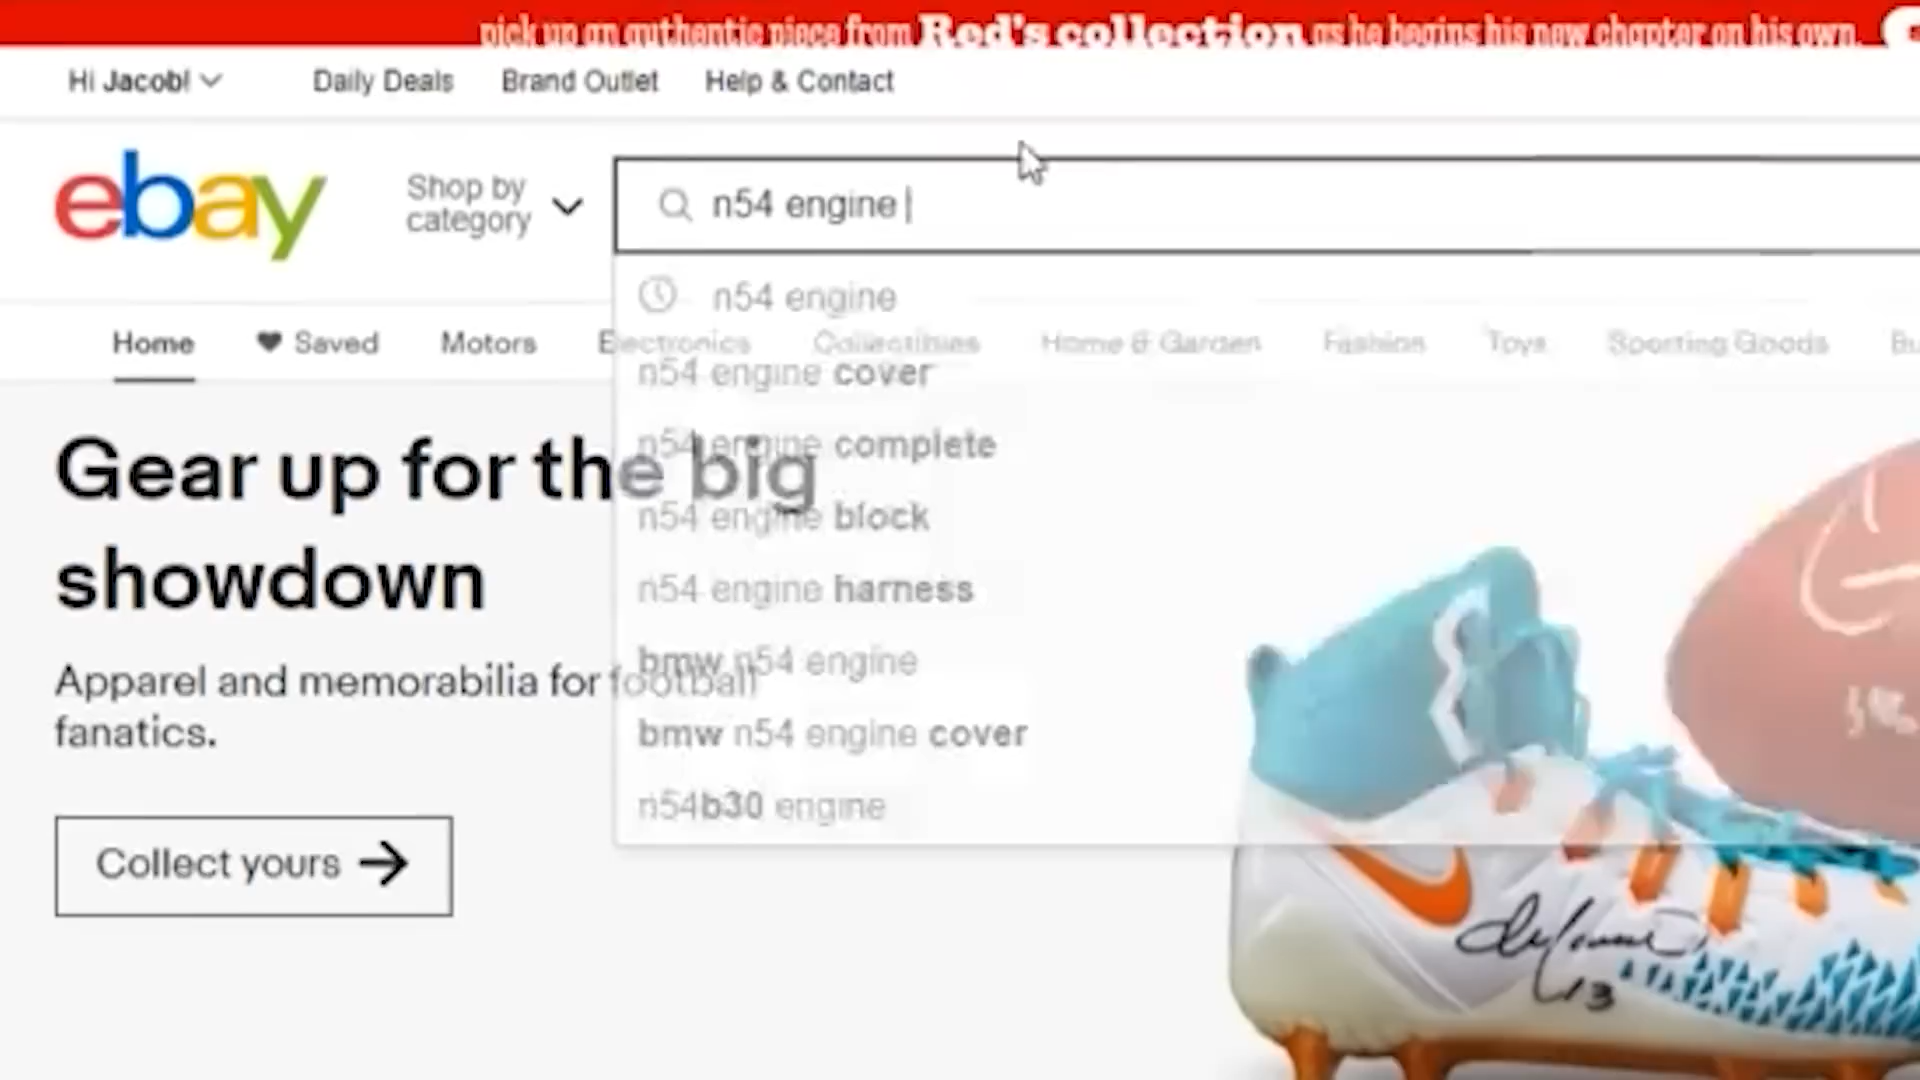 pick up an authentic piece from Red's collection as he begins his new chapter on his own.
Hi Jacob!
Daily Deals
Brand Outlet
Help & Contact
ebay
Shop by
category
n54 engine
n54 engine
Home
Saved
Motors
Electronics
Collectibles
Home & Garden
Fashion
Toys
Sporting Goods
n54 engine cover
n54 engine complete
n54 engine block
n54 engine harness
bmw n54 engine
bmw n54 engine cover
n54b30 engine
Gear up for the big
showdown
Apparel and memorabilia for football
fanatics.
Collect yours
13